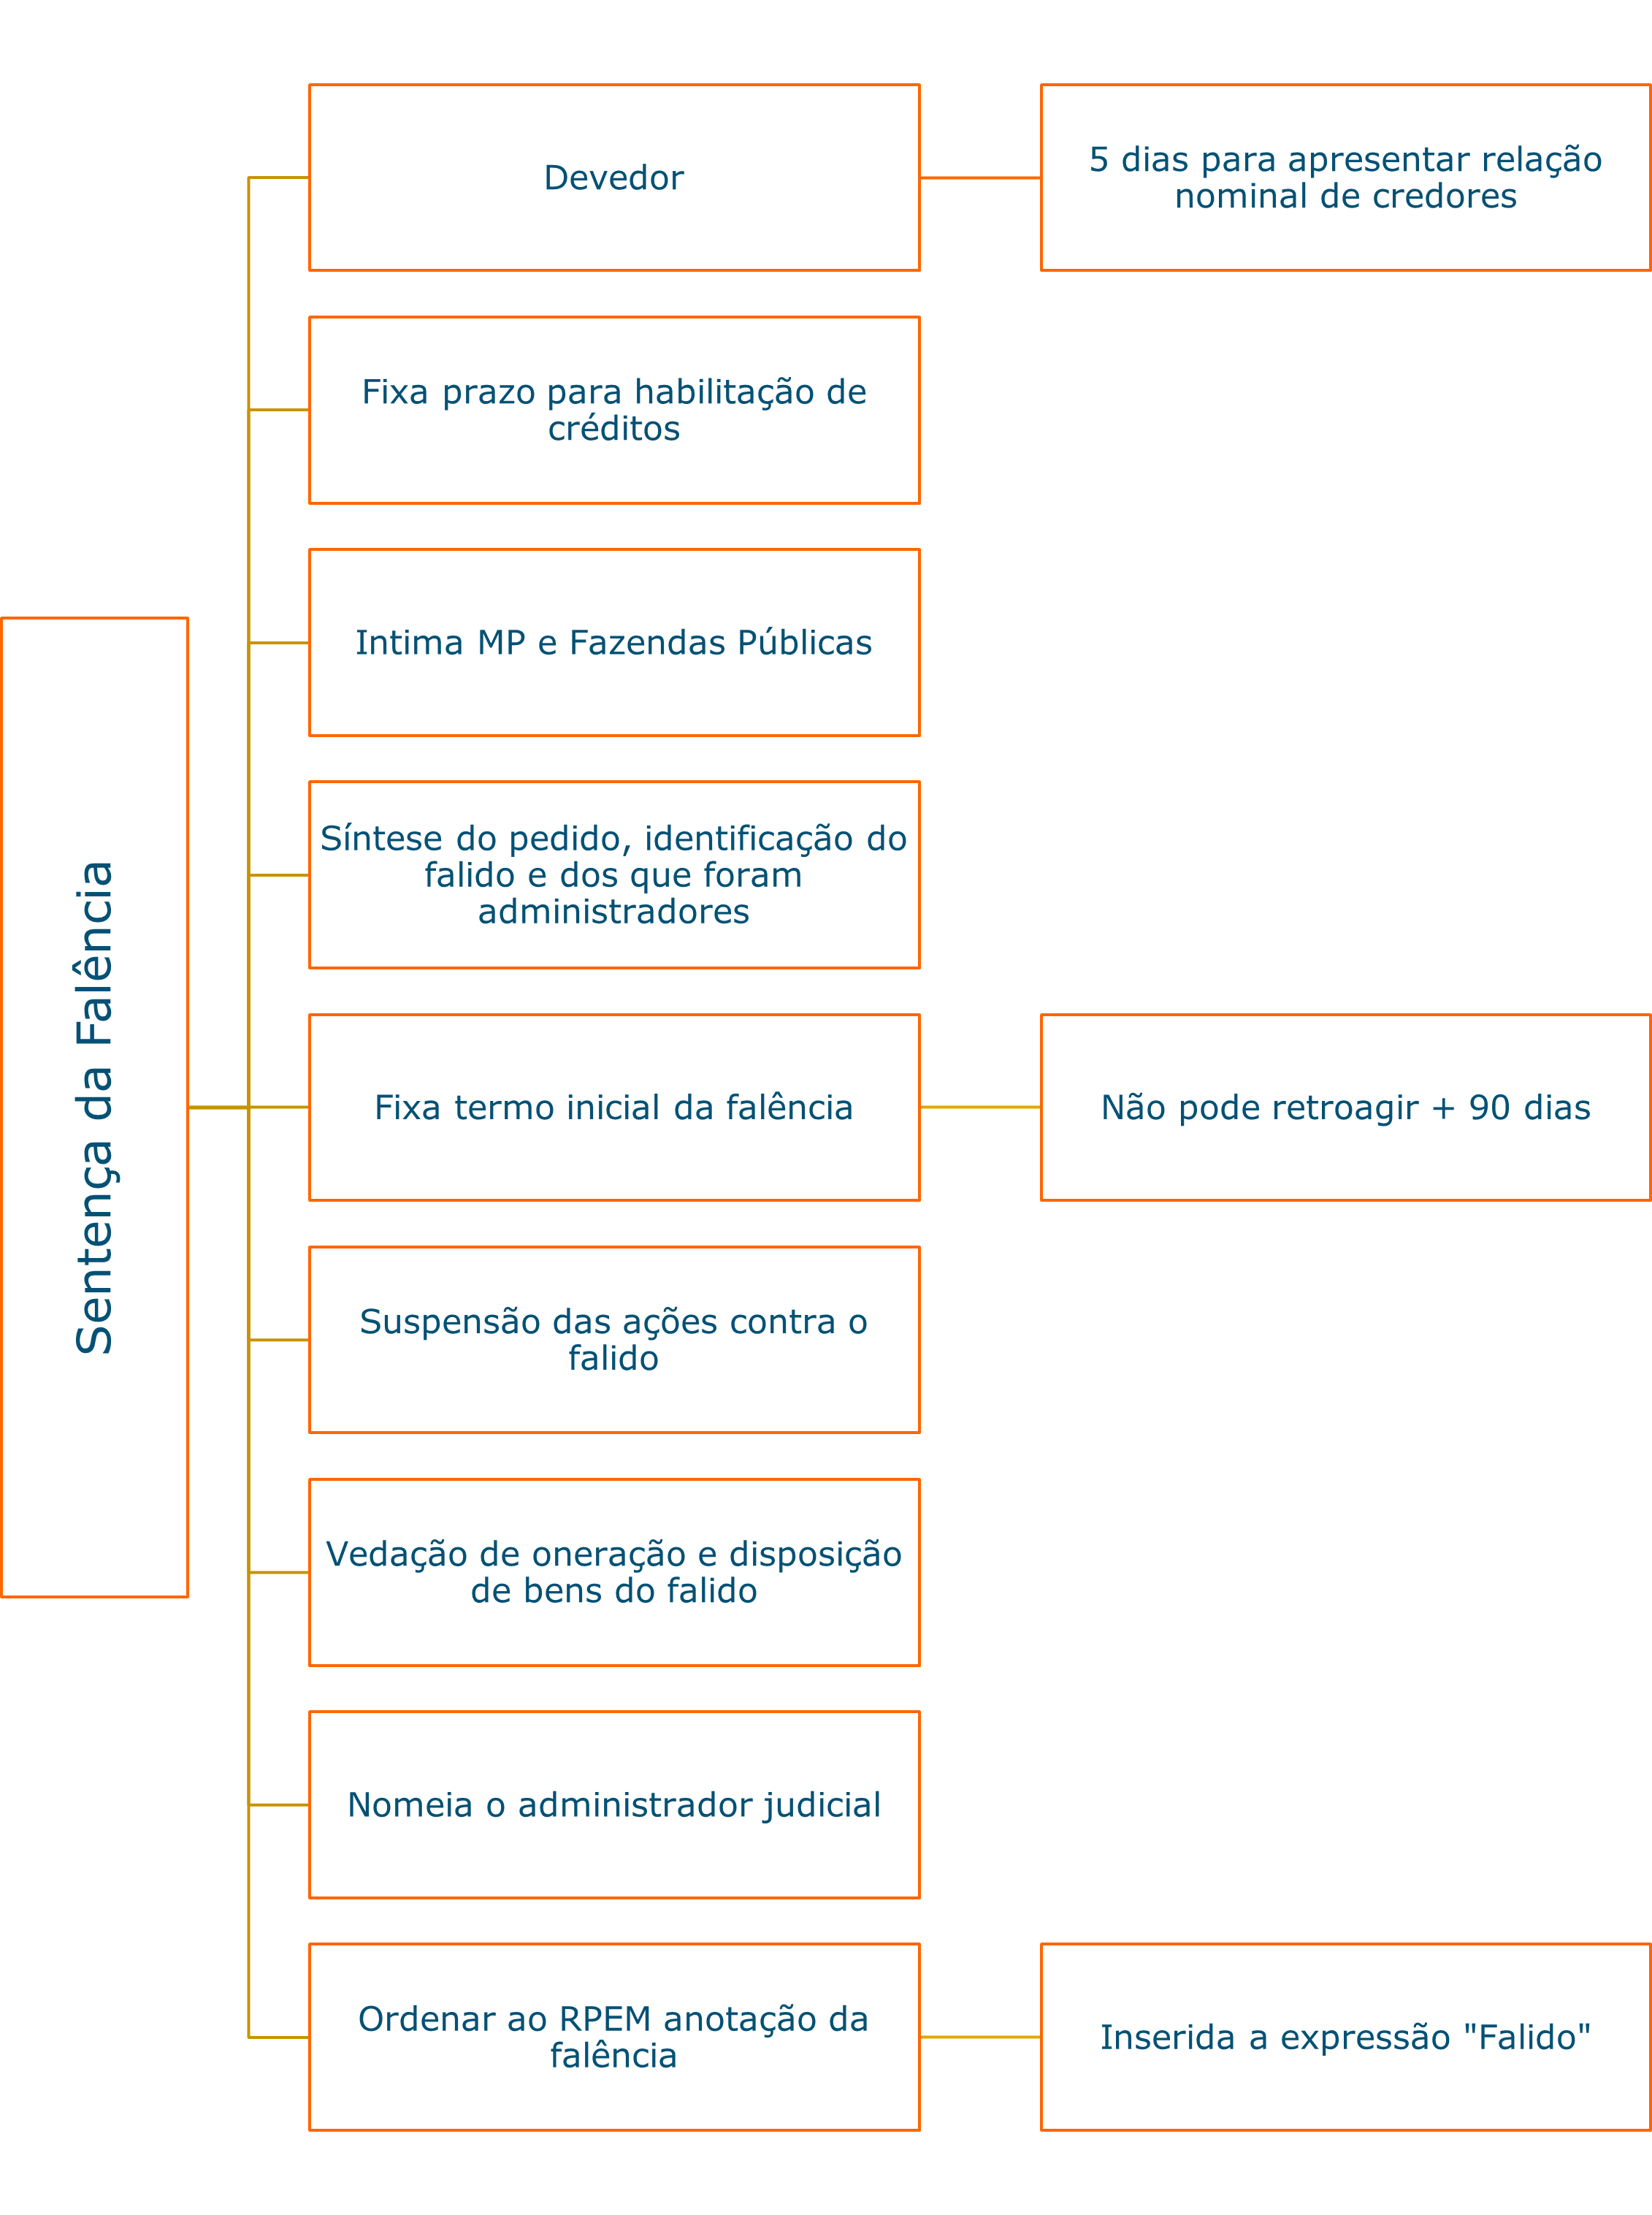 Sentença da Falência
Devedor
5 dias para apresentar relação
nominal de credores
Fixa prazo para habilitação de
créditos
Intima MP e Fazendas Públicas
Síntese do pedido, identificação do
falido e dos que foram
administradores
Fixa termo inicial da falência
Não pode retroagir + 90 dias
Suspensão das ações contra o
falido
Vedação de oneração e disposição
de bens do falido
Nomeia o administrador judicial
Ordenar ao RPEM anotação da
falência
Inserida a expressão "Falido"